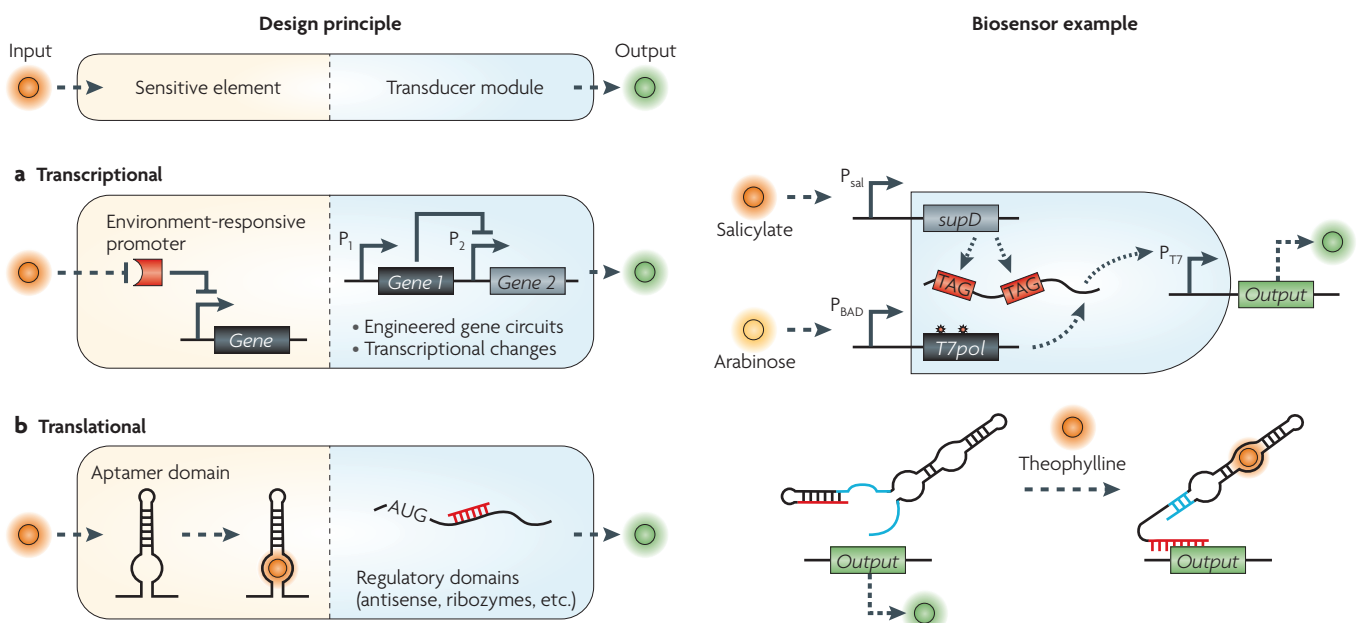 Design principle
Biosensor example
Input
Output
Sensitive element
Transducer module
a Transcriptional
Environment-responsive
promoter
Gene
P1
P2
Gene 1
Gene 2
• Engineered gene circuits
• Transcriptional changes
Salicylate
Psal
supD
TAG
TAG
Arabinose
PBAD
T7pol
PT7
Output
b Translational
Aptamer domain
AUG
Regulatory domains
(antisense, ribozymes, etc.)
Theophylline
Output
Output